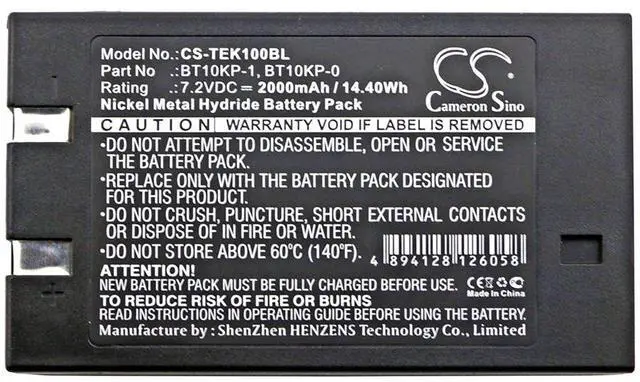 Model No.:CS-TEK100BL
Part No .:BT10KP-1, BT10KP-0
Rating .:7.2VDC ⎓ 2000mAh / 14.40Wh
Nickel Metal Hydride Battery Pack
CS
Cameron Sino
CAUTION WARRANTY VOID IF LABEL IS REMOVED
•DO NOT ATTEMPT TO DISASSEMBLE, OPEN OR SERVICE
THE BATTERY PACK.
•REPLACE ONLY WITH THE BATTERY PACK DESIGNATED
FOR THIS PRODUCT.
•DO NOT CRUSH, PUNCTURE, SHORT EXTERNAL CONTACTS
OR DISPOSE OF IN FIRE OR WATER.
•DO NOT STORE ABOVE 60℃ (140℉).
4 894128 126058
ATTENTION!
NEW BATTERY PACK MUST BE FULLY CHARGED BEFORE USE.
CE
Made In China
TO REDUCE RISK OF FIRE OR BURNS
READ INSTRUCTIONS IN OPERATING YOUR DEVICE BEFORE USING.
Manufacture by : ShenZhen HENZENS Technology Co., Limited
+